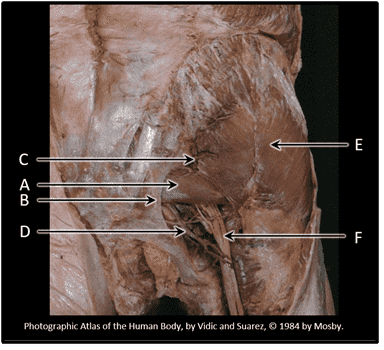 C
E
A
B
D
F
Photographic Atlas of the Human Body, by Vidic and Suarez, © 1984 by Mosby.